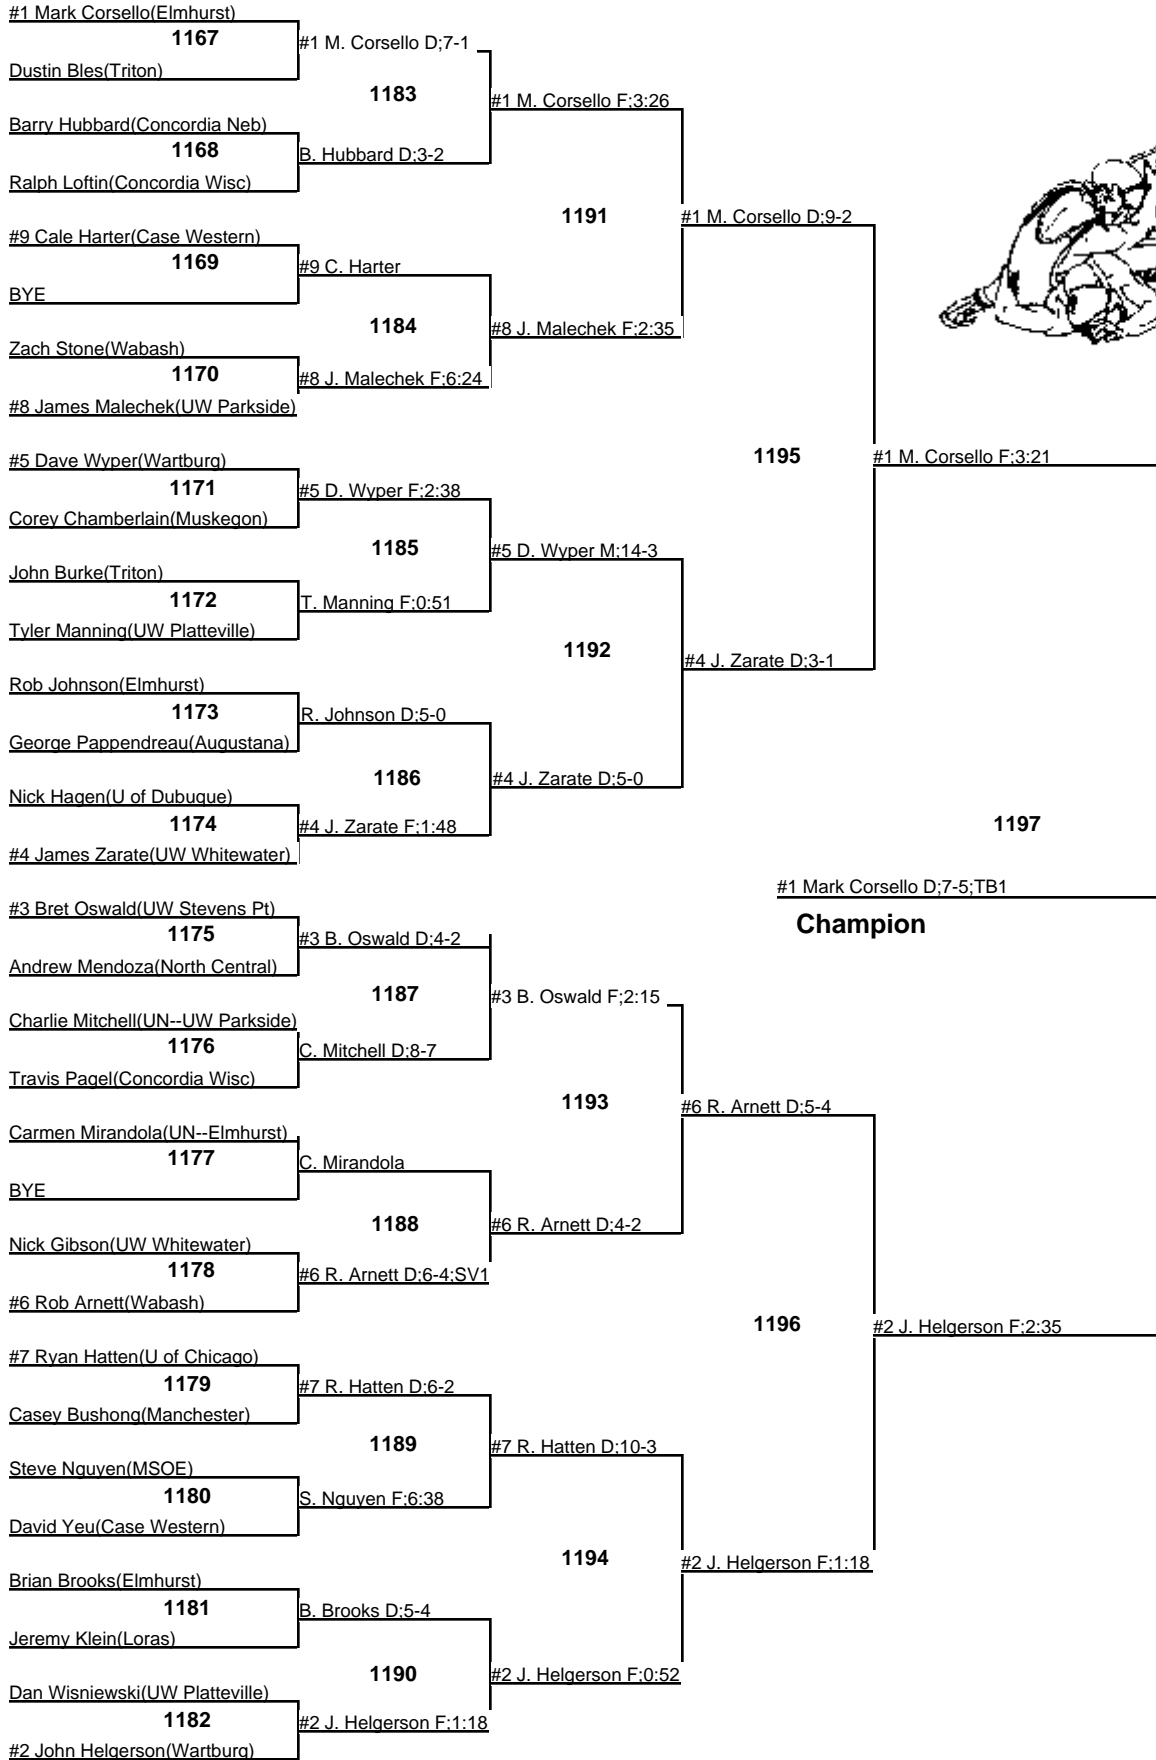 #1 Mark Corsello(Elmhurst)
1167
#1 M. Corsello D;7-1
Dustin Bles(Triton)
1183
#1 M. Corsello F;3:26
Barry Hubbard(Concordia Neb)
1168
B. Hubbard D;3-2
Ralph Loftin(Concordia Wisc)
1191
#1 M. Corsello D;9-2
#9 Cale Harter(Case Western)
1169
#9 C. Harter
BYE
1184
#8 J. Malechek F;2:35
Zach Stone(Wabash)
1170
#8 J. Malechek F;6:24
#8 James Malechek(UW Parkside)
1195
#1 M. Corsello F;3:21
#5 Dave Wyper(Wartburg)
1171
#5 D. Wyper F;2:38
Corey Chamberlain(Muskegon)
1185
#5 D. Wyper M;14-3
John Burke(Triton)
1172
T. Manning F;0:51
Tyler Manning(UW Platteville)
1192
#4 J. Zarate D;3-1
Rob Johnson(Elmhurst)
1173
R. Johnson D;5-0
George Pappendreau(Augustana)
1186
#4 J. Zarate D;5-0
Nick Hagen(U of Dubuque)
1174
#4 J. Zarate F;1:48
#4 James Zarate(UW Whitewater)
1197
#1 Mark Corsello D;7-5;TB1
Champion
#3 Bret Oswald(UW Stevens Pt)
1175
#3 B. Oswald D;4-2
Andrew Mendoza(North Central)
1187
#3 B. Oswald F;2:15
Charlie Mitchell(UN--UW Parkside)
1176
C. Mitchell D;8-7
Travis Pagel(Concordia Wisc)
1193
#6 R. Arnett D;5-4
Carmen Mirandola(UN--Elmhurst)
1177
C. Mirandola
BYE
1188
#6 R. Arnett D;4-2
Nick Gibson(UW Whitewater)
1178
#6 R. Arnett D;6-4;SV1
#6 Rob Arnett(Wabash)
1196
#2 J. Helgerson F;2:35
#7 Ryan Hatten(U of Chicago)
1179
#7 R. Hatten D;6-2
Casey Bushong(Manchester)
1189
#7 R. Hatten D;10-3
Steve Nguyen(MSOE)
1180
S. Nguyen F;6:38
David Yeu(Case Western)
1194
#2 J. Helgerson F;1:18
Brian Brooks(Elmhurst)
1181
B. Brooks D;5-4
Jeremy Klein(Loras)
1190
#2 J. Helgerson F;0:52
Dan Wisniewski(UW Platteville)
1182
#2 J. Helgerson F;1:18
#2 John Helgerson(Wartburg)